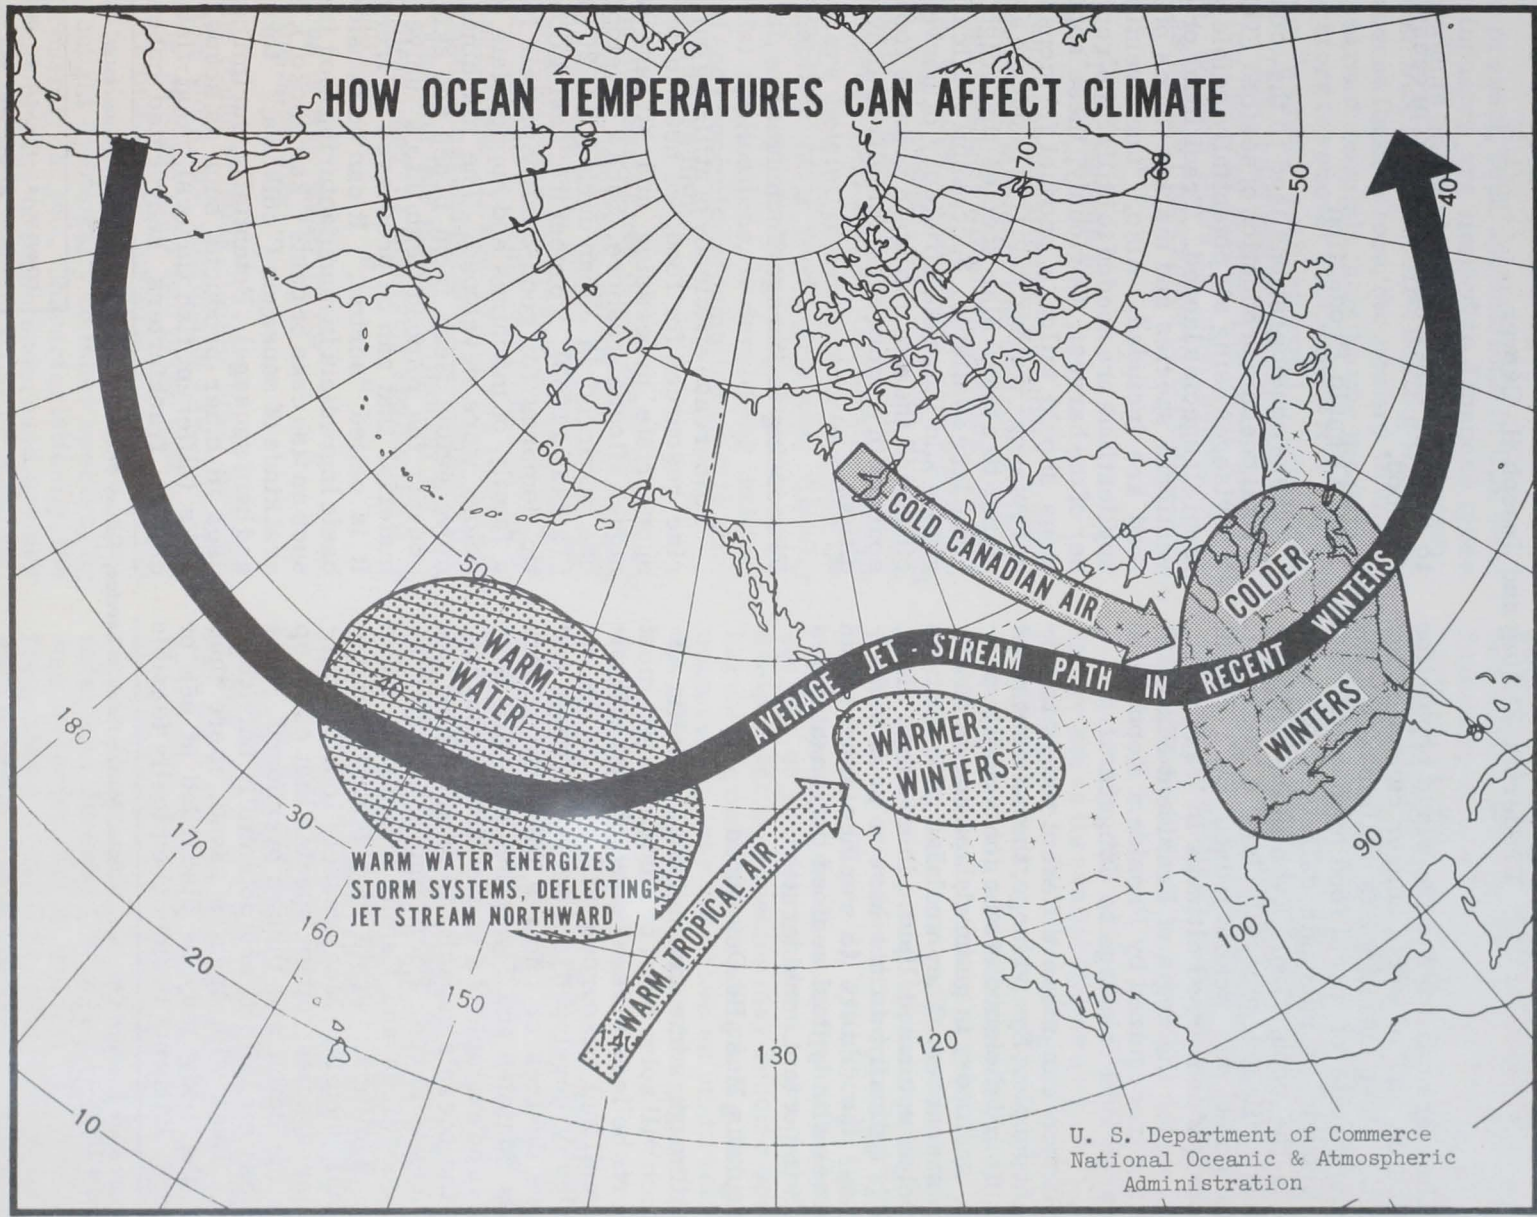 HOW OCEAN TEMPERATURES CAN AFFECT CLIMATE
70
60
50
40
70
60
50
40
COLD CANADIAN AIR
COLDER
WINTERS
WARM
WATER
AVERAGE JET - STREAM PATH IN RECENT WINTERS
WARMER
WINTERS
WARM WATER ENERGIZES
STORM SYSTEMS, DEFLECTING
JET STREAM NORTHWARD
WARM TROPICAL AIR
180
170
160
150
140
130
120
110
100
90
80
30
20
10
U. S. Department of Commerce
National Oceanic & Atmospheric
Administration